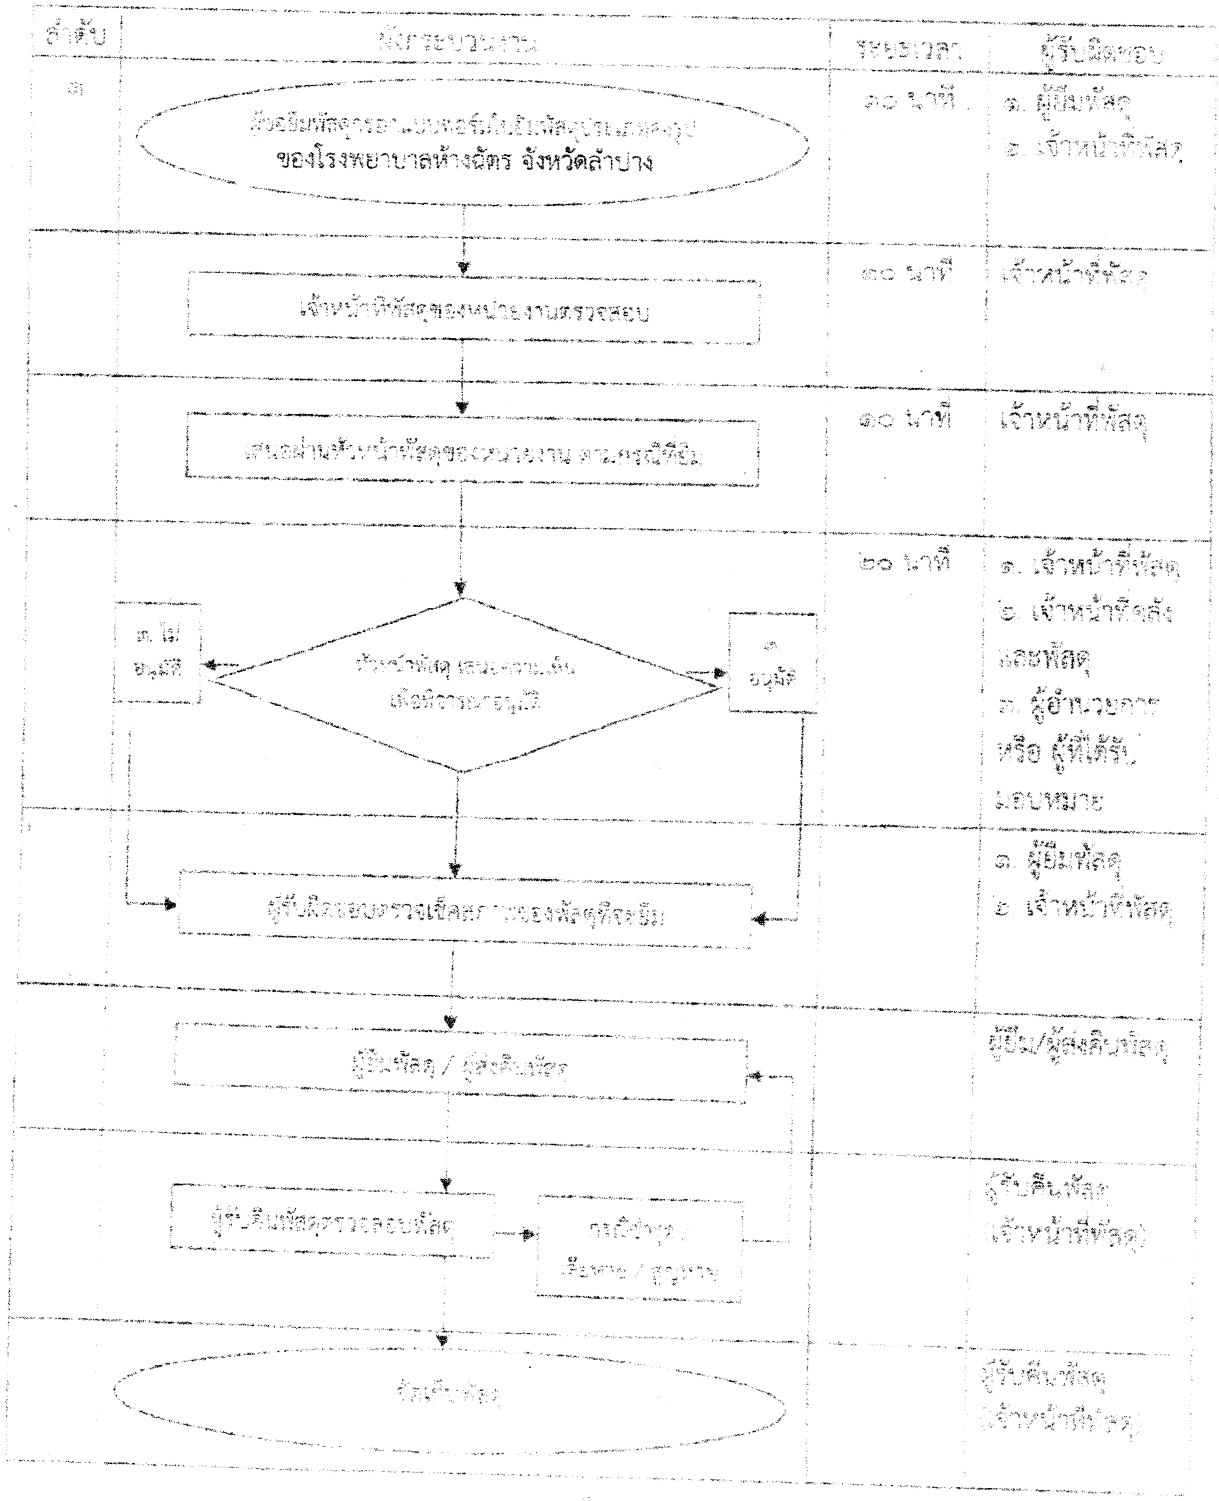 ลำดับ ผังกระบวนงาน ระยะเวลา ผู้รับผิดชอบ
๑๐ นาที ๑. ผู้ยืมพัสดุ
๒. เจ้าหน้าที่พัสดุ
ผู้ขอยืมพัสดุกรอกแบบฟอร์มใบยืมพัสดุประเภทคงรูป
ของโรงพยาบาลห้างฉัตร จังหวัดลำปาง
๑๐ นาที เจ้าหน้าที่พัสดุ
เจ้าหน้าที่พัสดุของหน่วยงานตรวจสอบ
๑๐ นาที เจ้าหน้าที่พัสดุ
เสนอผ่านหัวหน้าพัสดุของหน่วยงาน ตามกรณีที่ยืม
๒๐ นาที ๑. เจ้าหน้าที่พัสดุ
๒. เจ้าหน้าที่คลัง
และพัสดุ
๓. ผู้อำนวยการ
หรือ ผู้ที่ได้รับ
มอบหมาย
๓. ไม่
อนุมัติ
หัวหน้าพัสดุ เสนอความเห็น
เพื่อพิจารณาอนุมัติ
๓.
อนุมัติ
๑. ผู้ยืมพัสดุ
๒. เจ้าหน้าที่พัสดุ
ผู้รับผิดชอบตรวจเช็คสภาพของพัสดุที่จะยืม
ผู้ยืม/ผู้ส่งคืนพัสดุ
ผู้ยืมพัสดุ / ผู้ส่งคืนพัสดุ
ผู้รับคืนพัสดุ
(เจ้าหน้าที่พัสดุ)
ผู้รับคืนพัสดุตรวจสอบพัสดุ
กรณีชำรุด
เสียหาย / สูญหาย
ผู้รับคืนพัสดุ
(เจ้าหน้าที่พัสดุ)
จัดเก็บพัสดุ